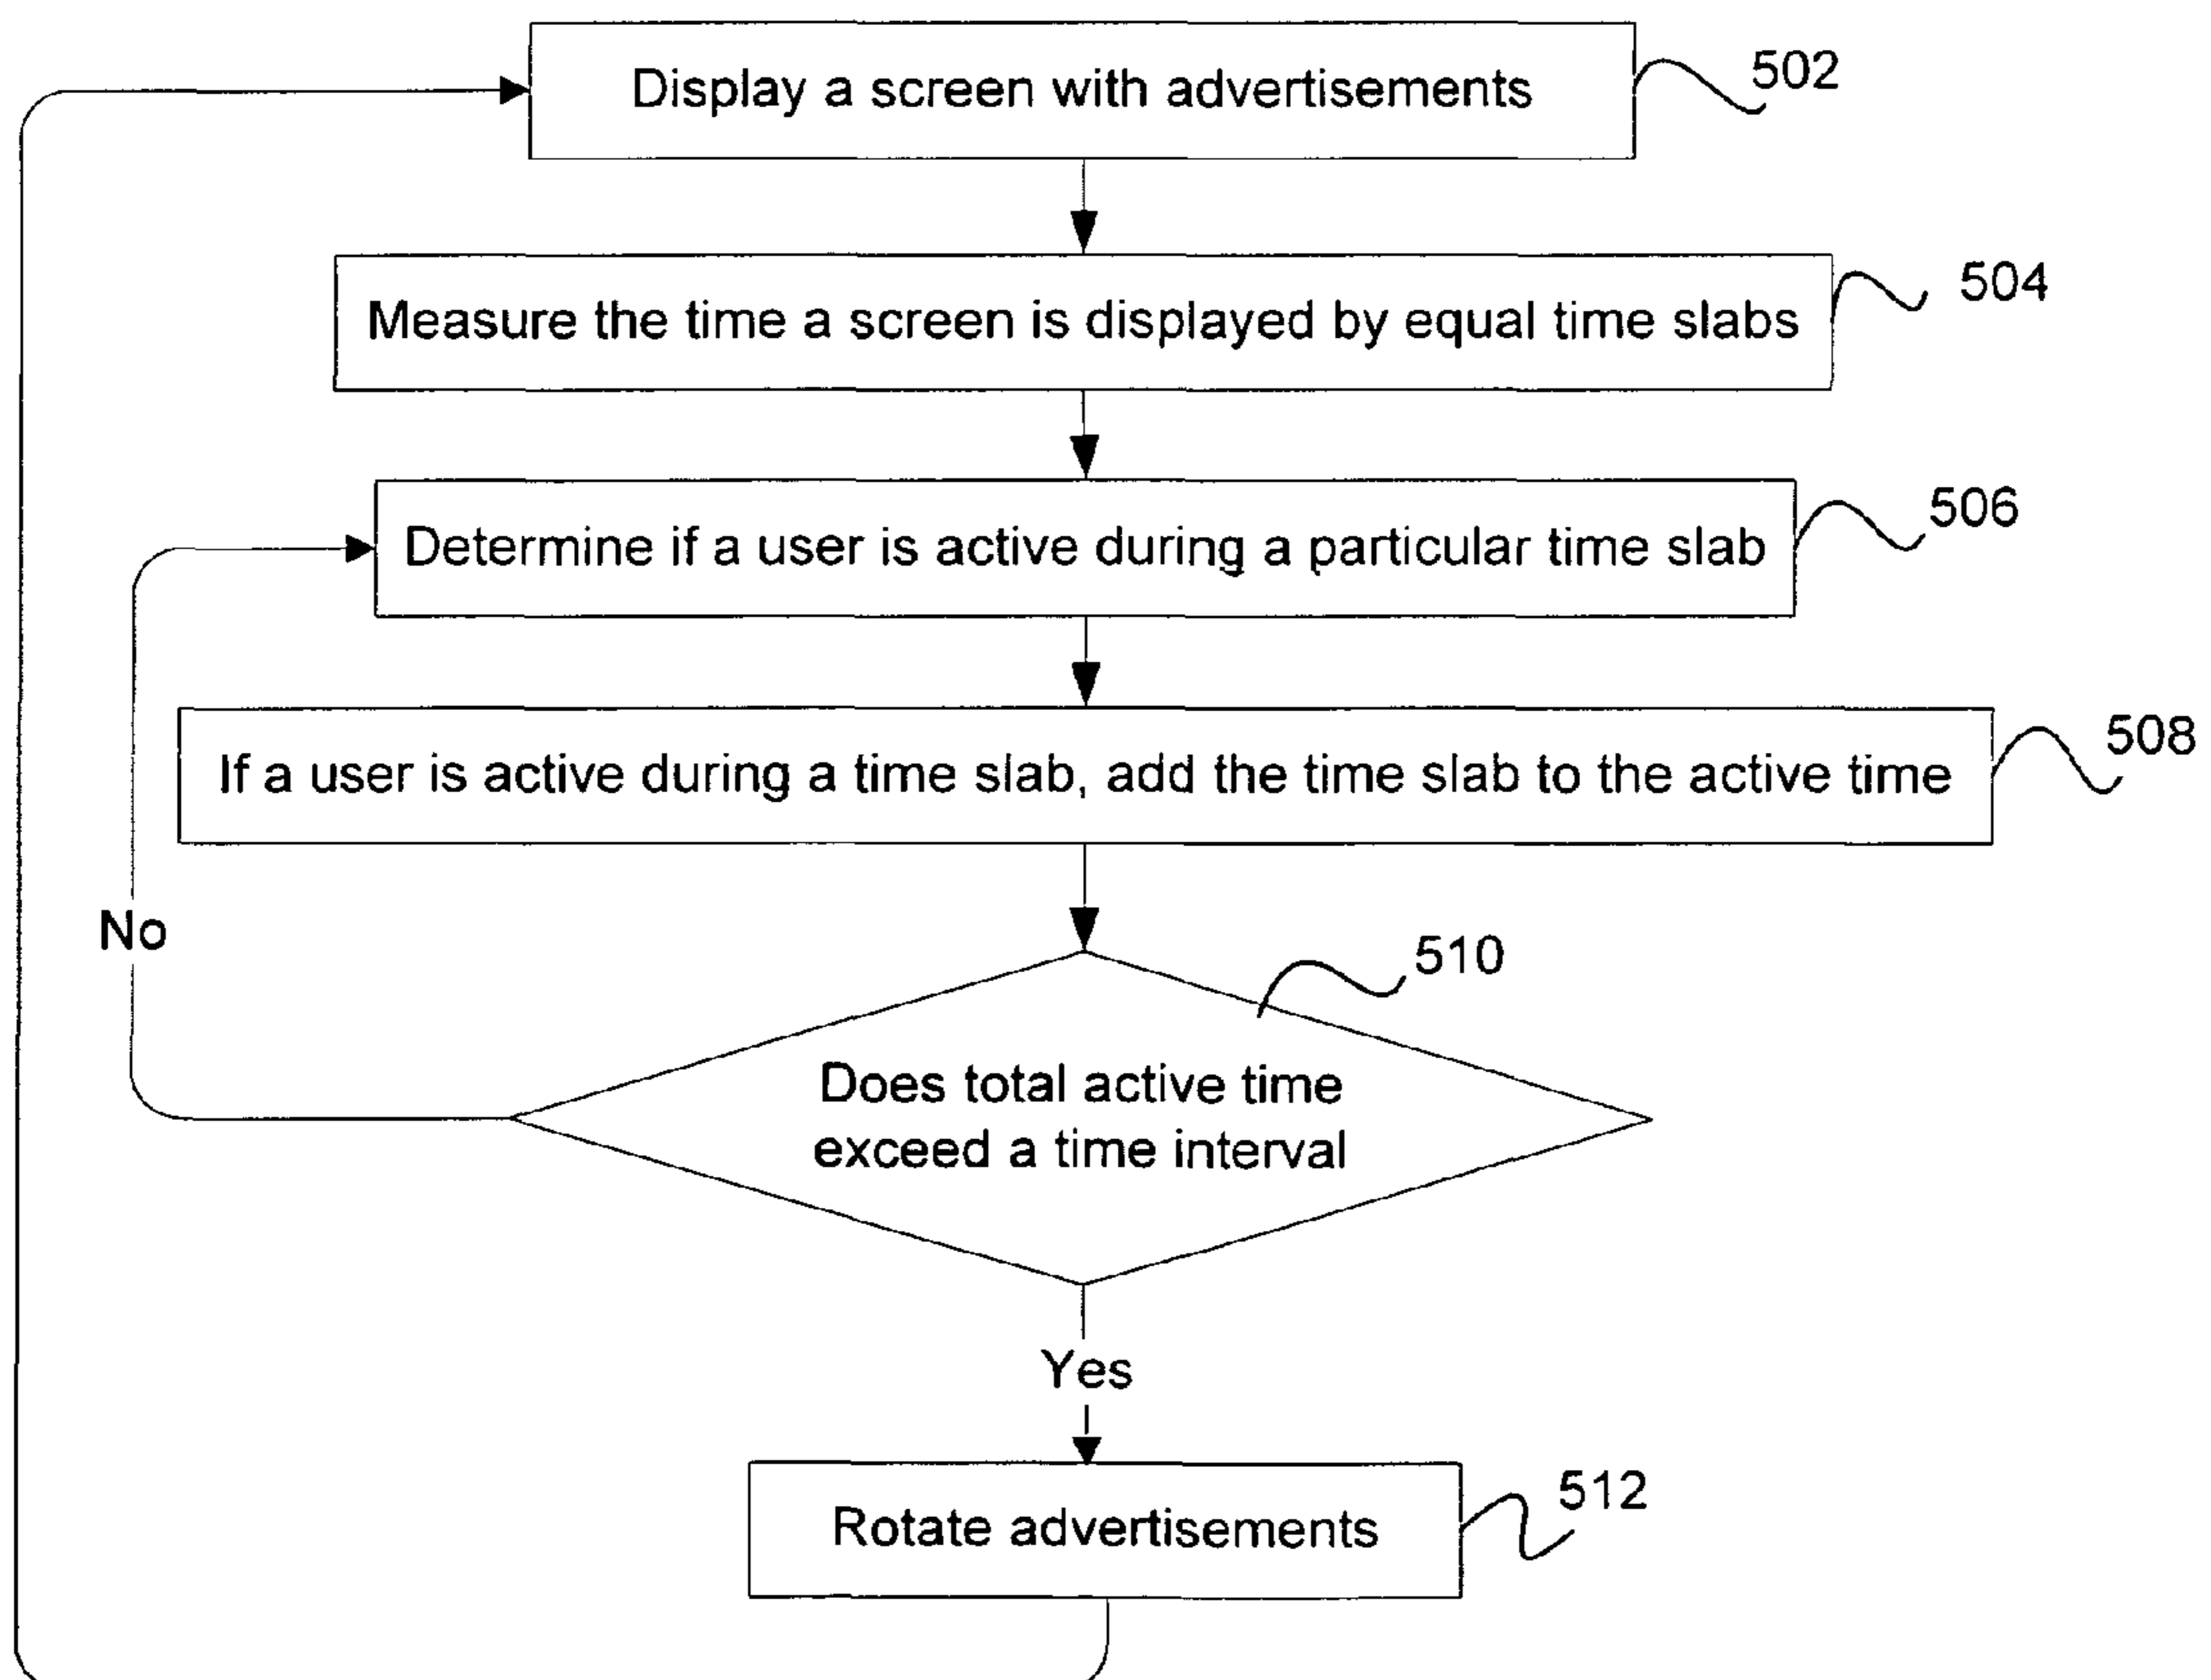 Display a screen with advertisements
502
Measure the time a screen is displayed by equal time slabs
504
Determine if a user is active during a particular time slab
506
If a user is active during a time slab, add the time slab to the active time
508
No
510
Does total active time
exceed a time interval
Yes
Rotate advertisements
512